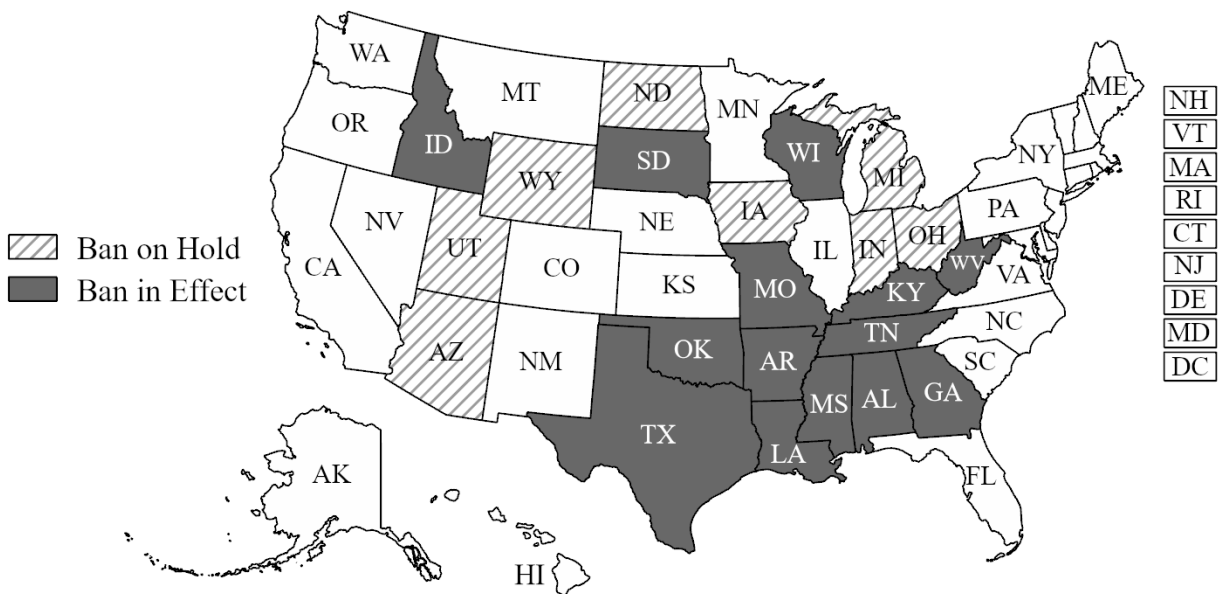 WA
ME
MT
ND
MN
NH
OR
VT
ID
SD
WI
NY
MA
WY
MI
RI
IA
PA
NE
CT
NV
OH
IL
IN
NJ
Ban on Hold
UT
CO
WV
VA
DE
CA
KS
MO
KY
Ban in Effect
MD
NC
TN
AZ
OK
NM
AR
SC
DC
MS
AL
GA
TX
LA
AK
FL
HI